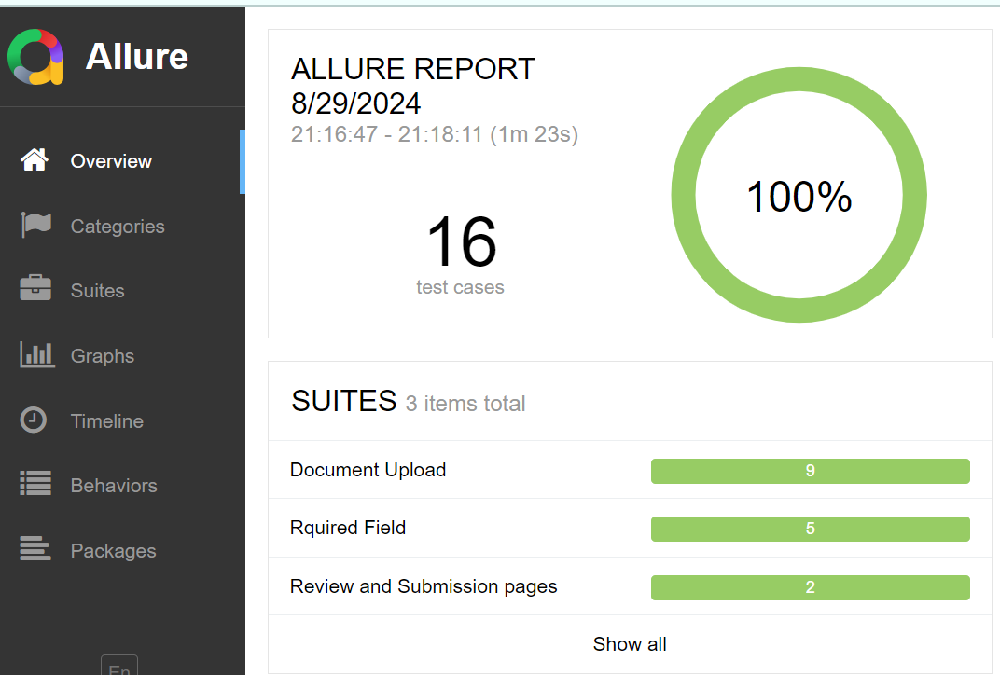 Allure
Overview
Categories
Suites
Graphs
Timeline
Behaviors
Packages
En
ALLURE REPORT
8/29/2024
21:16:47 - 21:18:11 (1m 23s)
16
test cases
100%
SUITES 3 items total
Document Upload 9
Rquired Field 5
Review and Submission pages 2
Show all